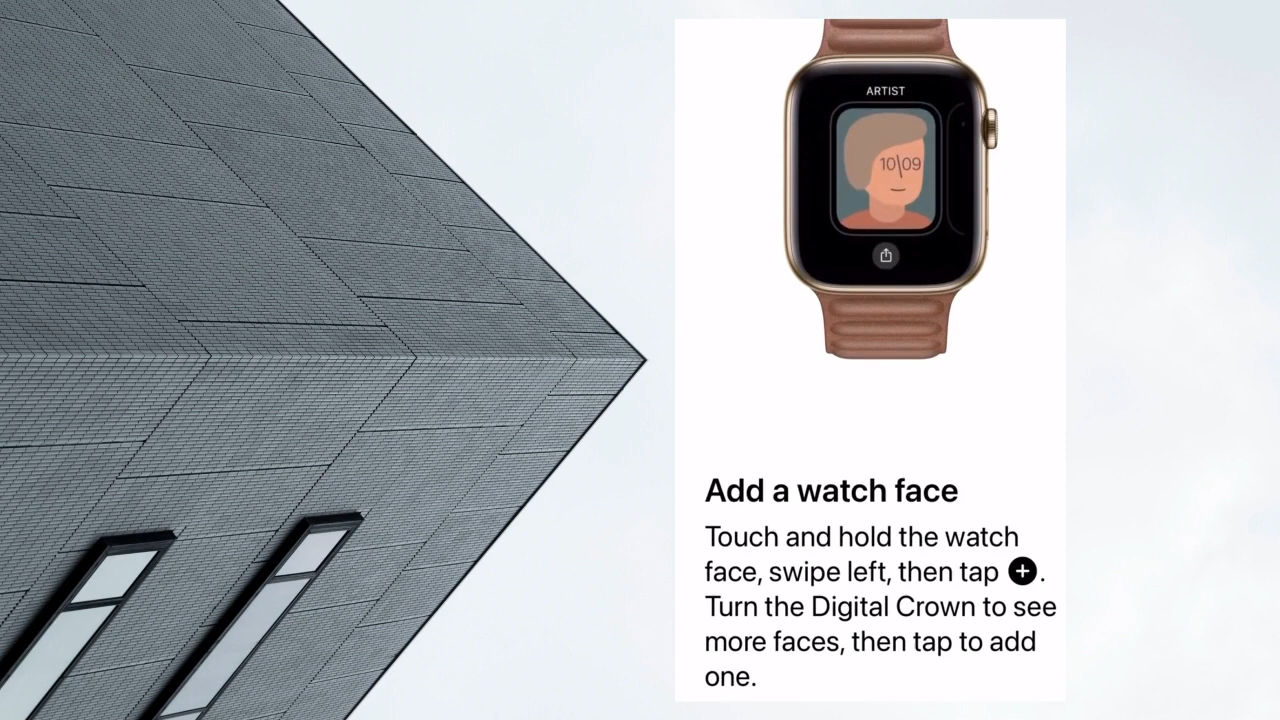 ARTIST
10\09
Add a watch face
Touch and hold the watch
face, swipe left, then tap +.
Turn the Digital Crown to see
more faces, then tap to add
one.